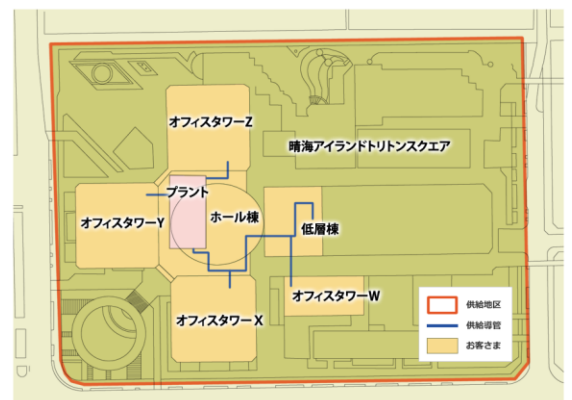 オフィスタワーZ
晴海アイランドトリトンスクエア
プラント
オフィスタワーY
ホール棟
低層棟
オフィスタワーW
オフィスタワーX
供給地区
供給導管
お客さま